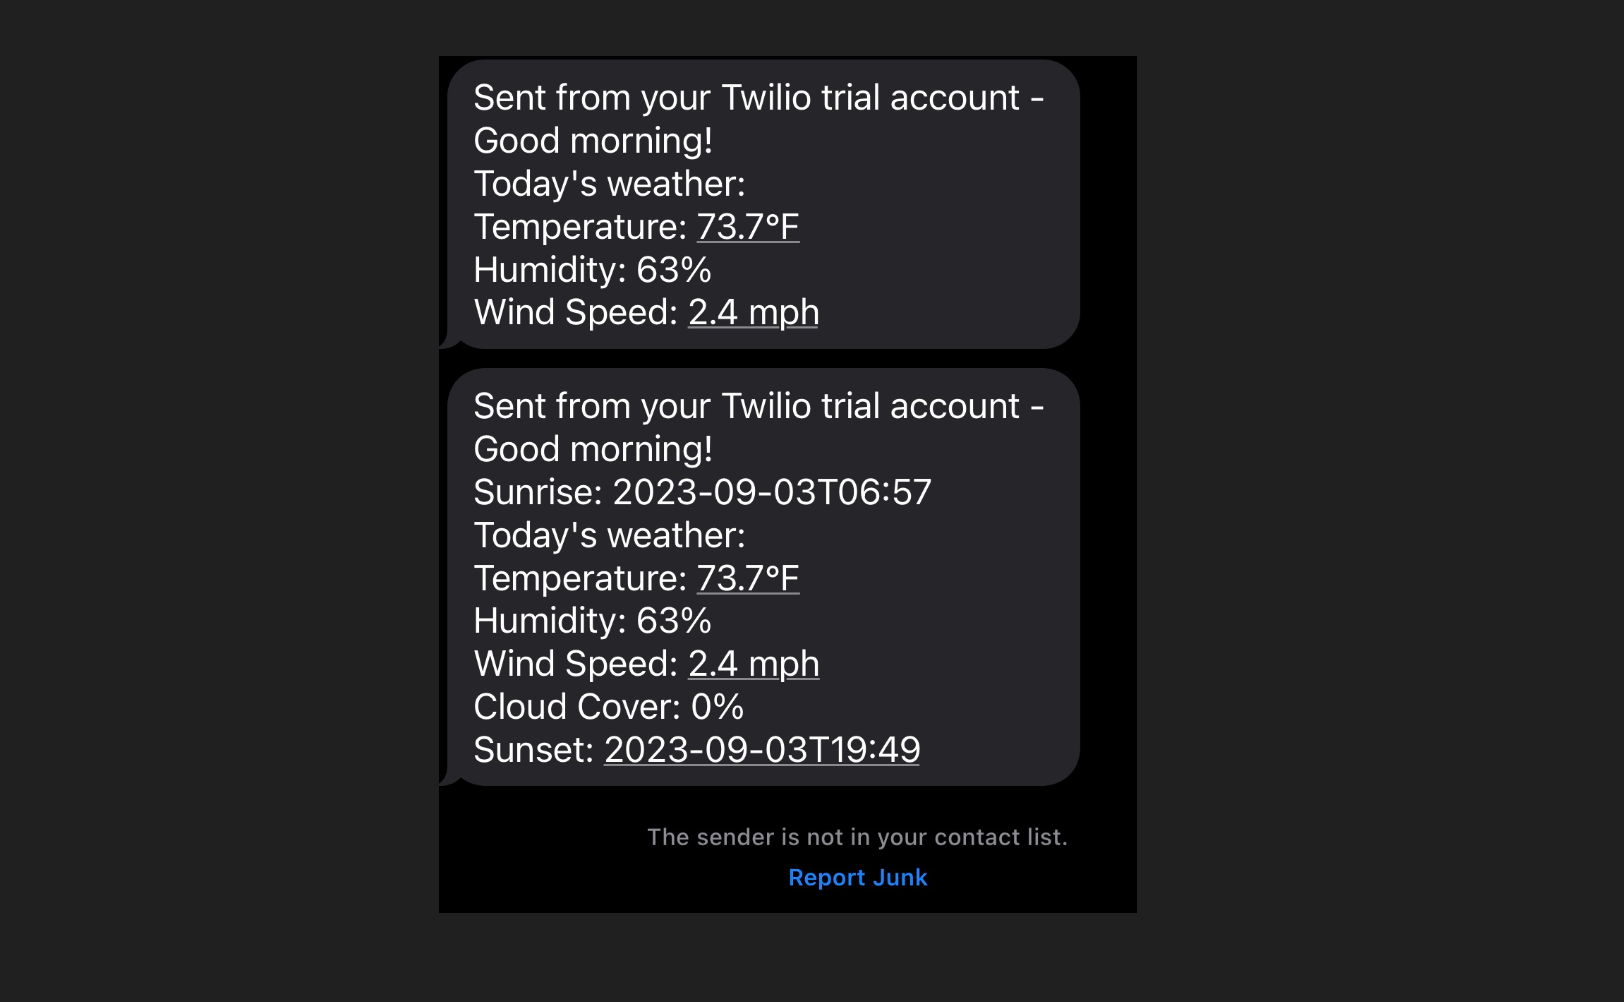 Sent from your Twilio trial account -
Good morning!
Today's weather:
Temperature: 73.7°F
Humidity: 63%
Wind Speed: 2.4 mph
Sent from your Twilio trial account -
Good morning!
Sunrise: 2023-09-03T06:57
Today's weather:
Temperature: 73.7°F
Humidity: 63%
Wind Speed: 2.4 mph
Cloud Cover: 0%
Sunset: 2023-09-03T19:49
The sender is not in your contact list.
Report Junk